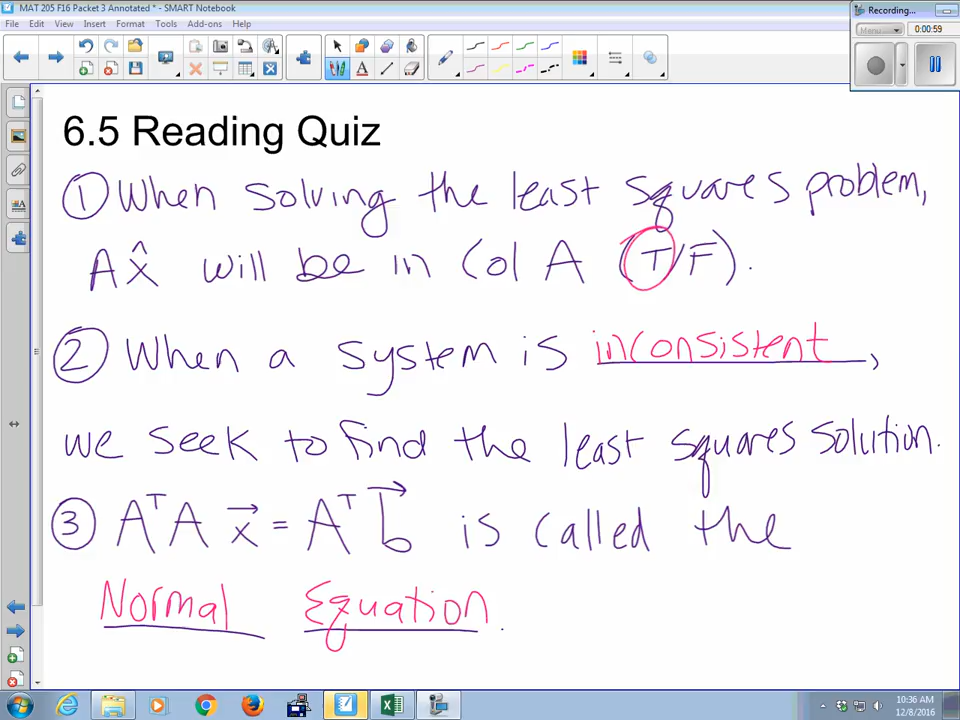 MAT 205 F16 Packet 3 Annotated * - SMART Notebook
Recording...
File Edit View Insert Format Tools Add-ons Help
Menu
0:00:59
6.5 Reading Quiz
① When solving the least squares problem,
Ax̂ will be in Col A (T/F).
② When a system is inconsistent,
we seek to find the least squares solution.
③ AᵀA x⃗ = Aᵀ b⃗ is called the
Normal Equation.
10:36 AM
12/8/2016